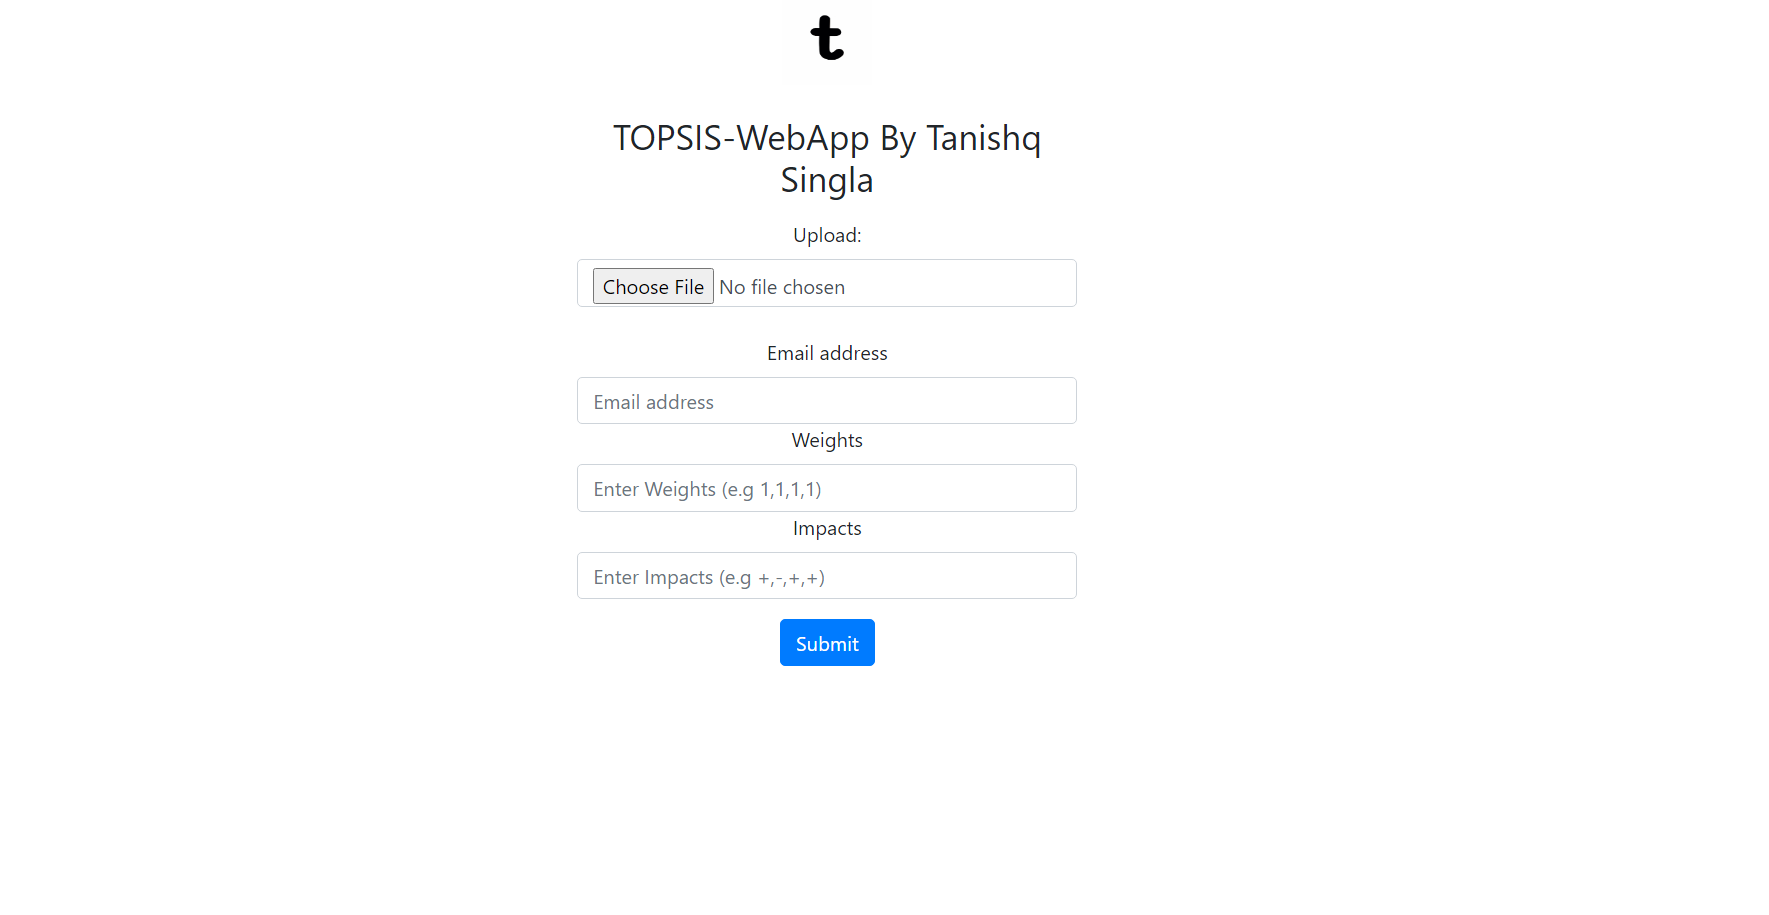 t
TOPSIS-WebApp By Tanishq
Singla
Upload:
Choose File No file chosen
Email address
Email address
Weights
Enter Weights (e.g 1,1,1,1)
Impacts
Enter Impacts (e.g +,-,+,+)
Submit